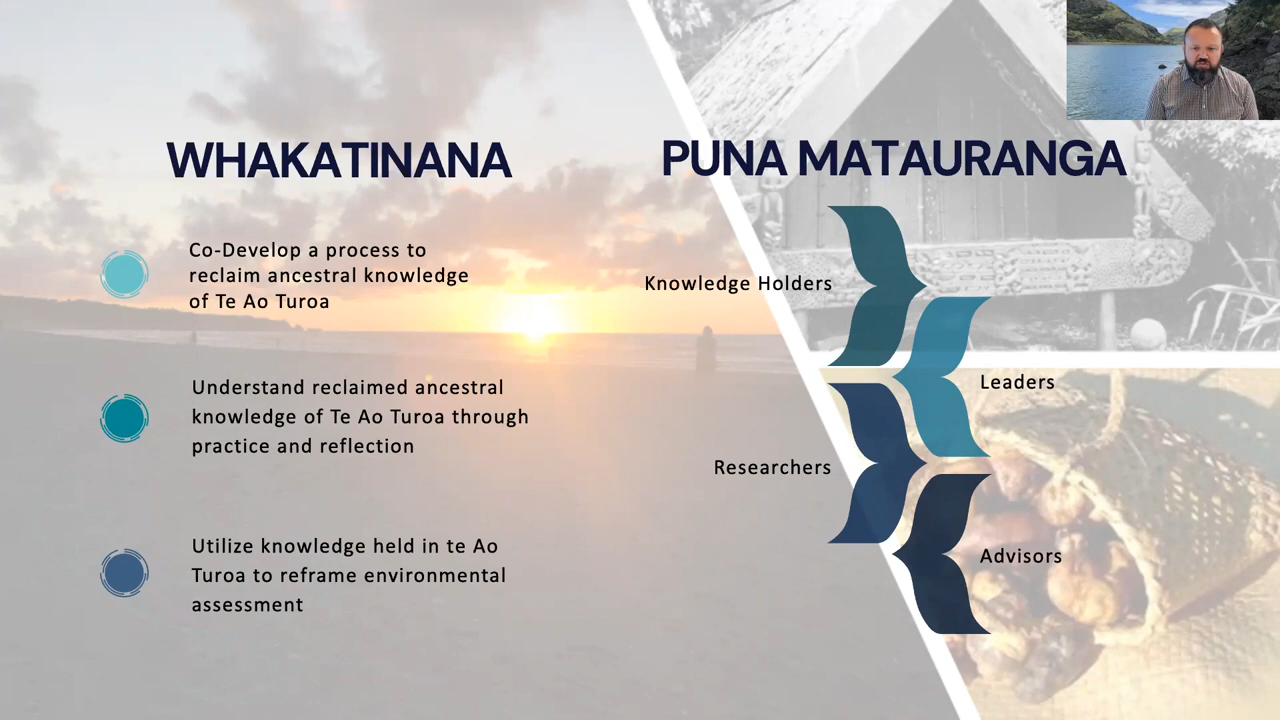 WHAKATINANA
Co-Develop a process to
reclaim ancestral knowledge
of Te Ao Turoa
Understand reclaimed ancestral
knowledge of Te Ao Turoa through
practice and reflection
Utilize knowledge held in te Ao
Turoa to reframe environmental
assessment
PUNA MATAURANGA
Knowledge Holders
Leaders
Researchers
Advisors